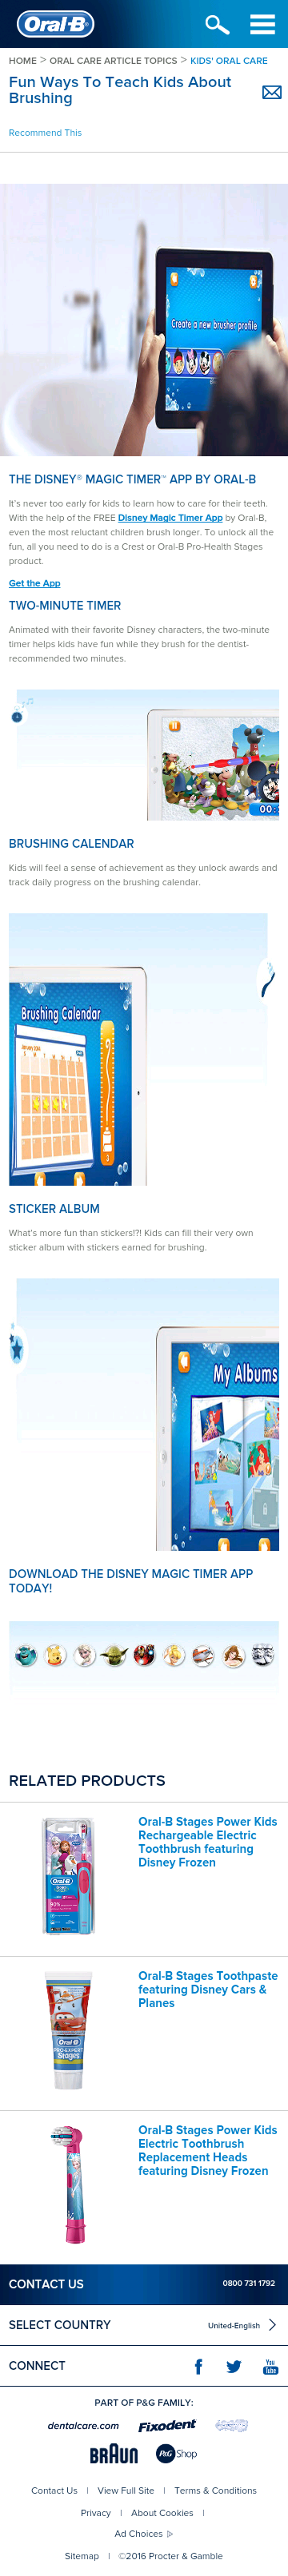 Oral-B
HOME > ORAL CARE ARTICLE TOPICS > KIDS' ORAL CARE
Fun Ways To Teach Kids About
Brushing
Recommend This
Create a new brusher profile
THE DISNEY® MAGIC TIMER™ APP BY ORAL-B
It's never too early for kids to learn how to care for their teeth.
With the help of the FREE Disney Magic Timer App by Oral-B,
even the most reluctant children brush longer. To unlock all the
fun, all you need to do is a Crest or Oral-B Pro-Health Stages
product.
Get the App
TWO-MINUTE TIMER
Animated with their favorite Disney characters, the two-minute
timer helps kids have fun while they brush for the dentist-
recommended two minutes.
00:
BRUSHING CALENDAR
Kids will feel a sense of achievement as they unlock awards and
track daily progress on the brushing calendar.
Brushing Calendar
STICKER ALBUM
What's more fun than stickers!?! Kids can fill their very own
sticker album with stickers earned for brushing.
My Albums
DOWNLOAD THE DISNEY MAGIC TIMER APP
TODAY!
RELATED PRODUCTS
Oral-B Stages Power Kids
Rechargeable Electric
Toothbrush featuring
Disney Frozen
Oral-B
Oral-B Stages Toothpaste
featuring Disney Cars &
Planes
Oral-B
PRO-EXPERT
Stages
Oral-B Stages Power Kids
Electric Toothbrush
Replacement Heads
featuring Disney Frozen
CONTACT US 0800 731 1792
SELECT COUNTRY United-English
CONNECT You Tube
PART OF P&G FAMILY:
dentalcare.com Fixodent
BRAUN P&G Shop
Contact Us | View Full Site | Terms & Conditions
Privacy | About Cookies |
Ad Choices
Sitemap | ©2016 Procter & Gamble